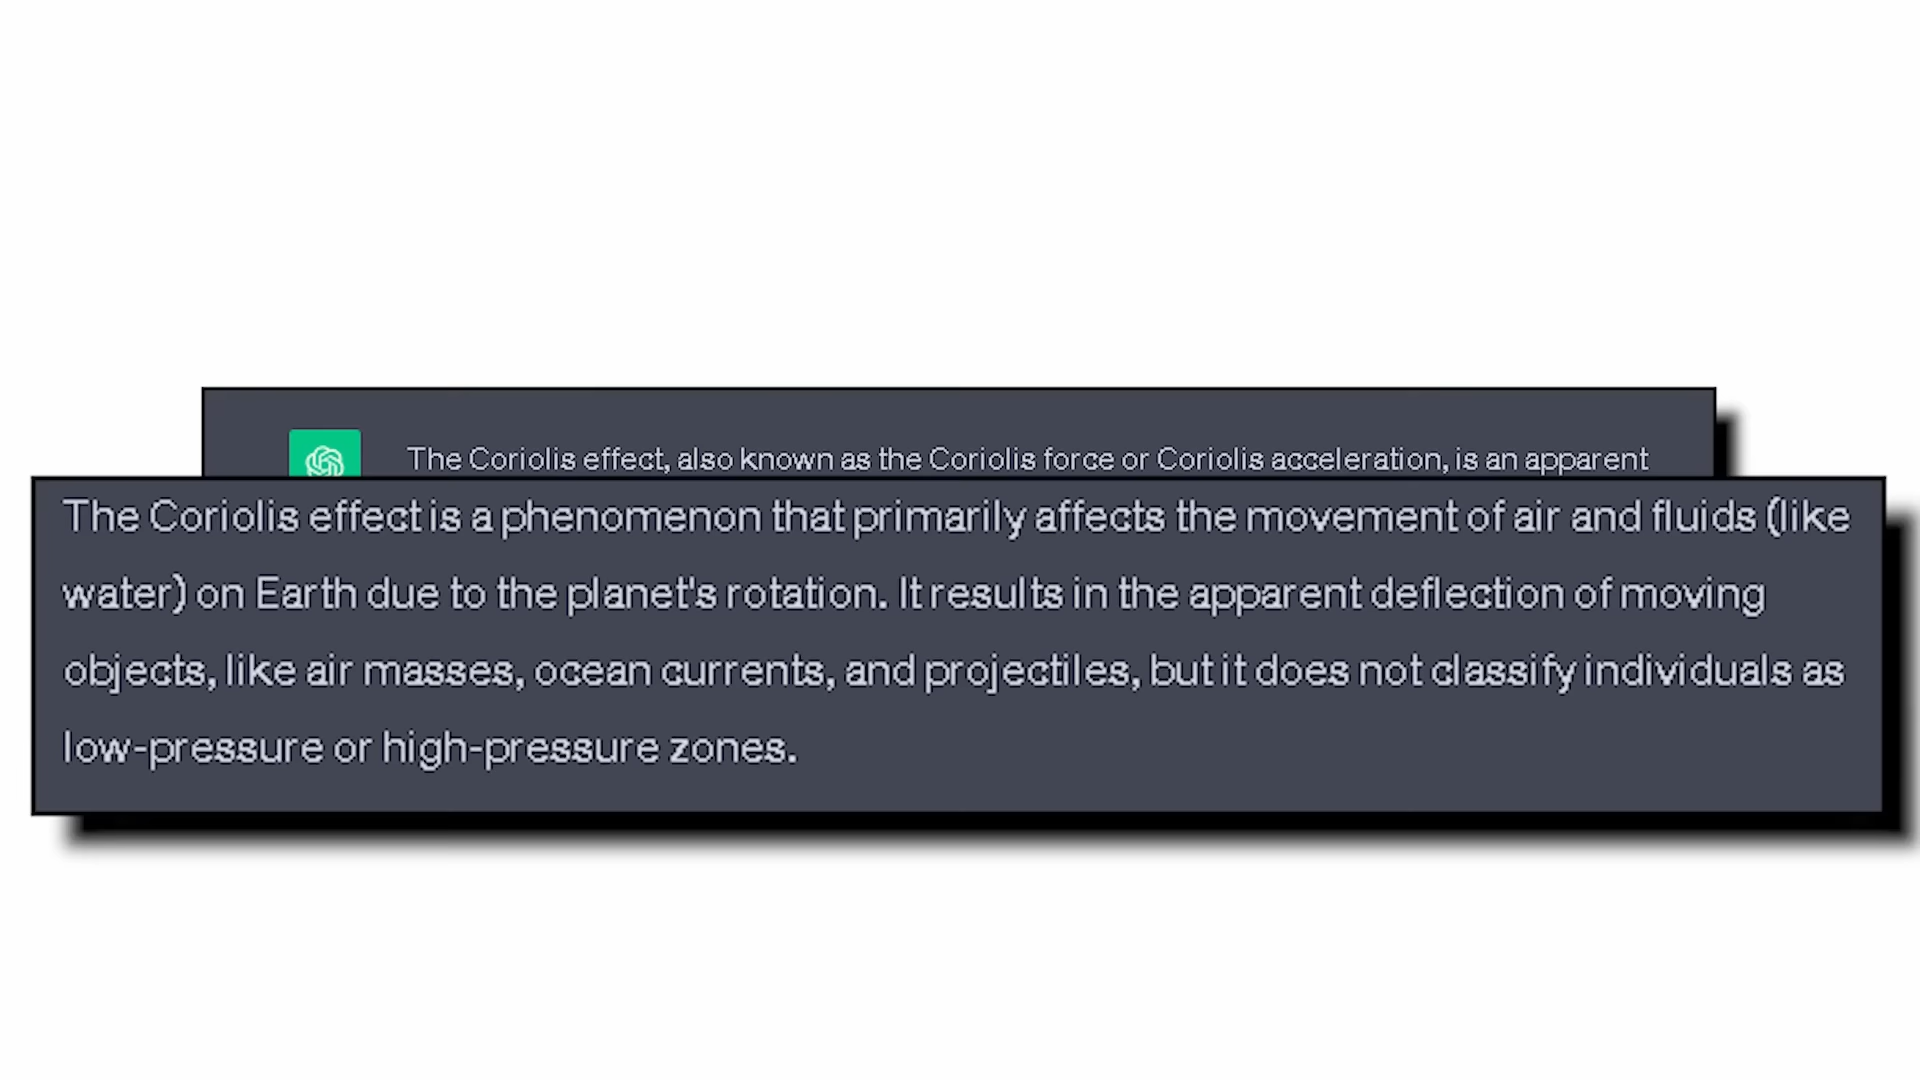 The Coriolis effect, also known as the Coriolis force or Coriolis acceleration, is an apparent
The Coriolis effect is a phenomenon that primarily affects the movement of air and fluids (like
water) on Earth due to the planet's rotation. It results in the apparent deflection of moving
objects, like air masses, ocean currents, and projectiles, but it does not classify individuals as
low-pressure or high-pressure zones.